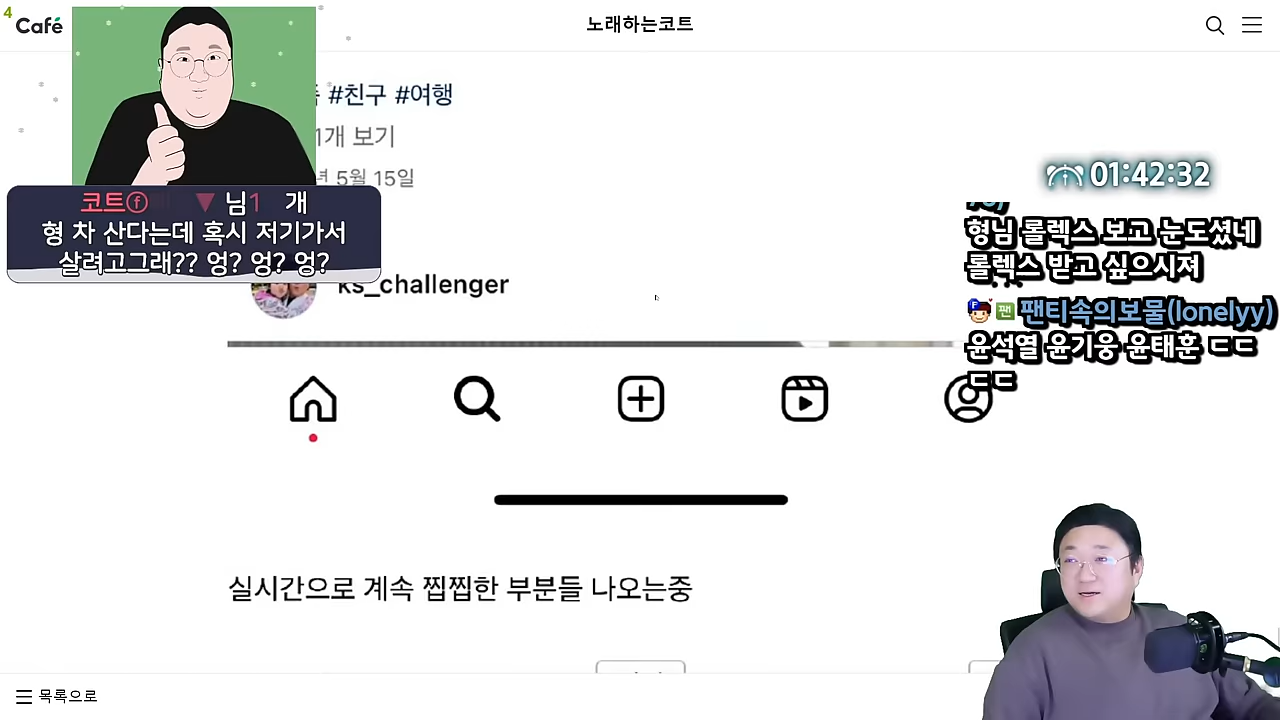 4
Café
노래하는코트
#친구 #여행
1개 보기
5월 15일
01:42:32
코트ⓕ ▼ 님1 개
형 차 산다는데 혹시 저기가서
살려고그래?? 엉? 엉? 엉?
형님 롤렉스 보고 눈도셨네
롤렉스 받고 싶으시져
ks_challenger
F 팬 팬티속의보물(lonelyy)
윤석열 윤기웅 윤태훈 ㄷㄷ
ㄷㄷ
실시간으로 계속 찝찝한 부분들 나오는중
목록으로